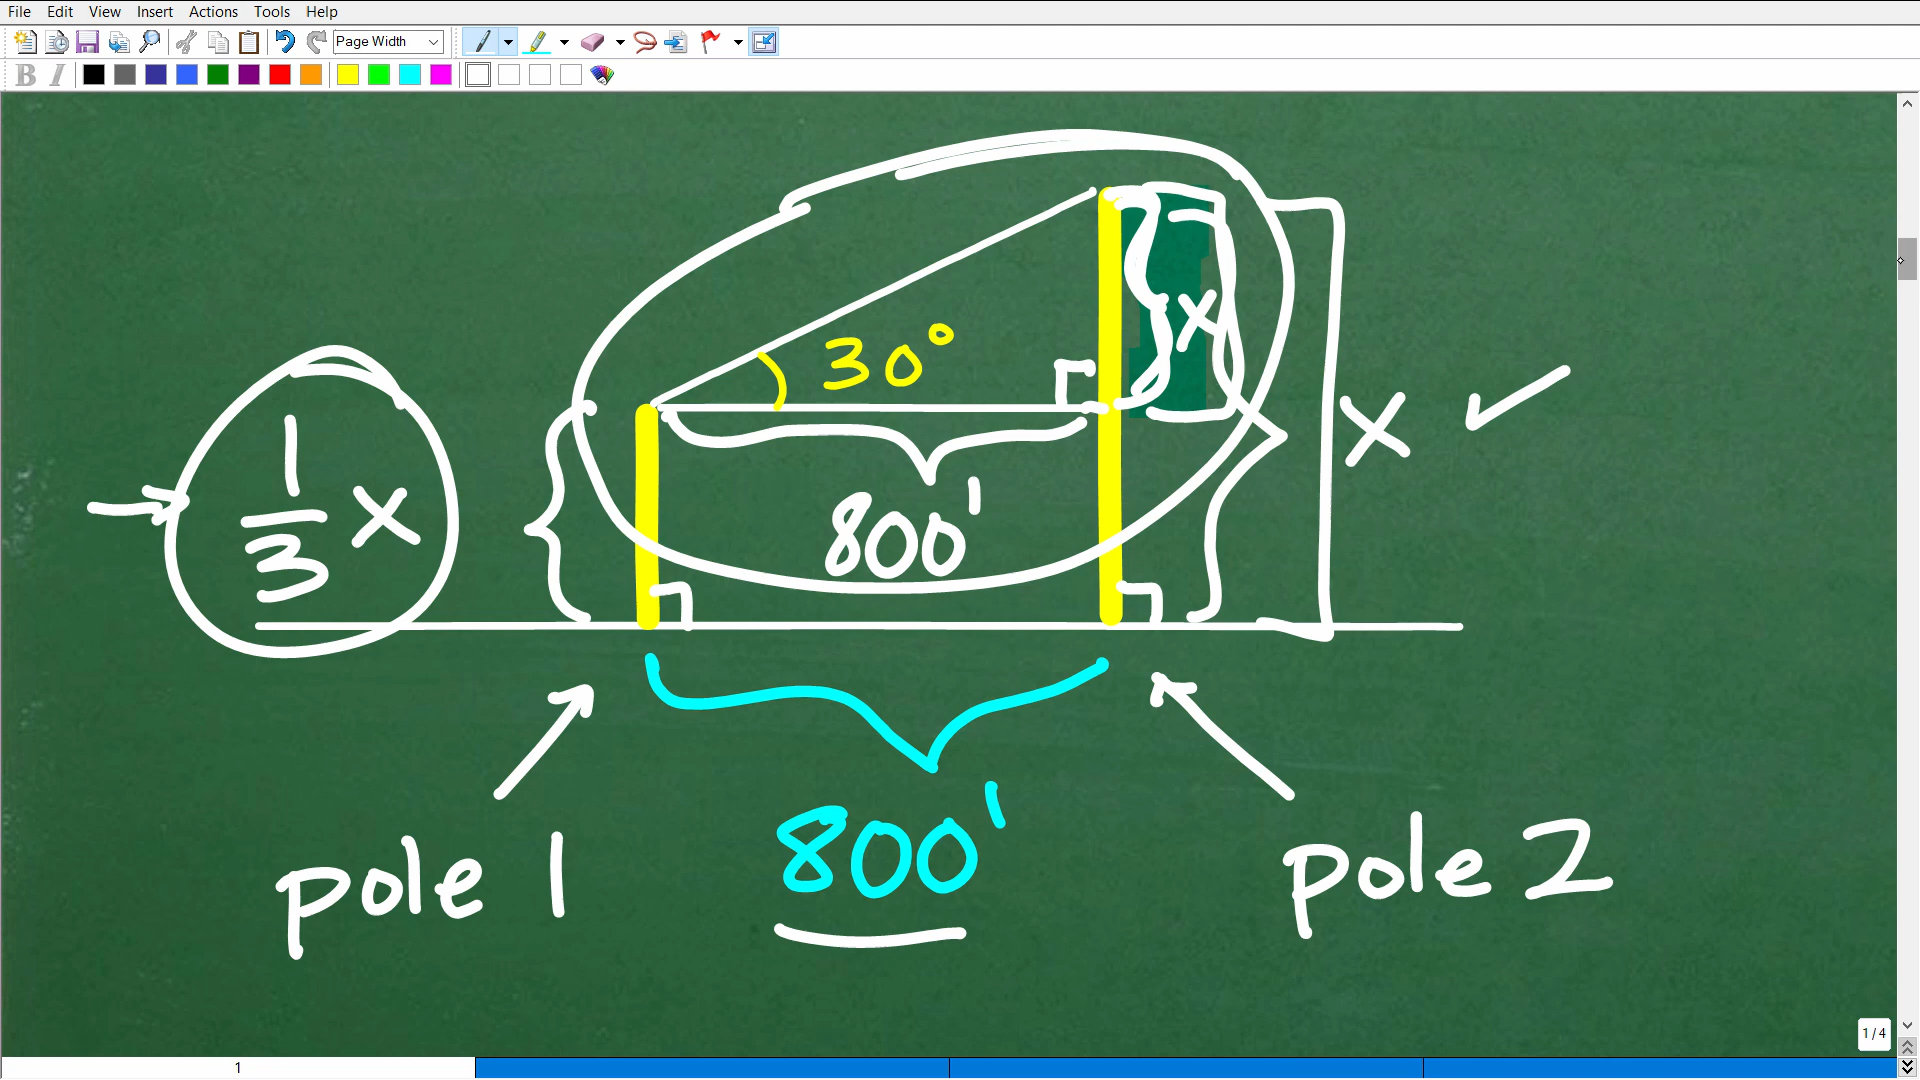 File Edit View Insert Actions Tools Help
Page Width
B I
30°
x
x
1/3 x
800'
800'
pole 1
pole 2
1 / 4
1